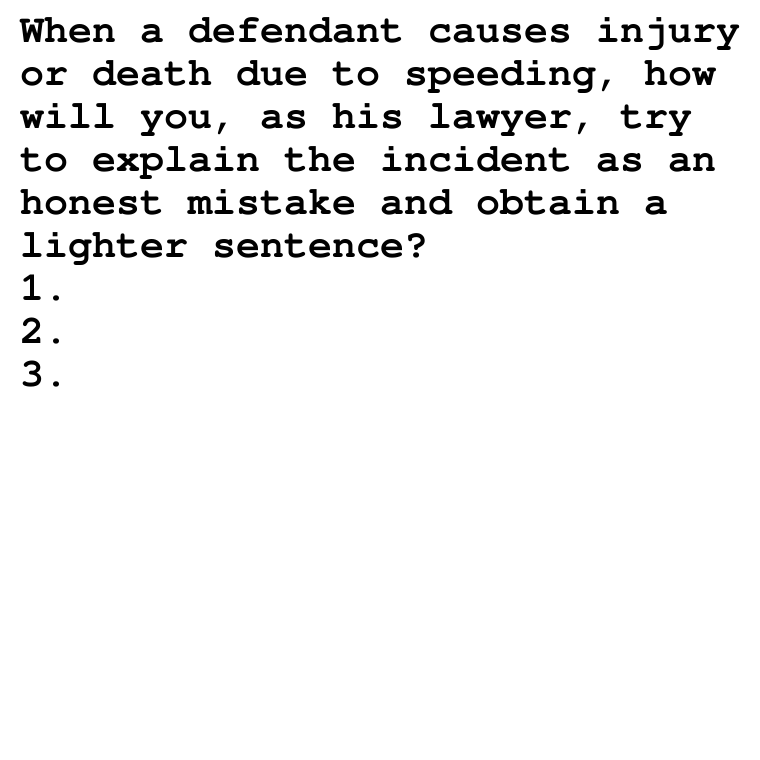 When a defendant causes injury
or death due to speeding, how
will you, as his lawyer, try
to explain the incident as an
honest mistake and obtain a
lighter sentence?
1.
2.
3.